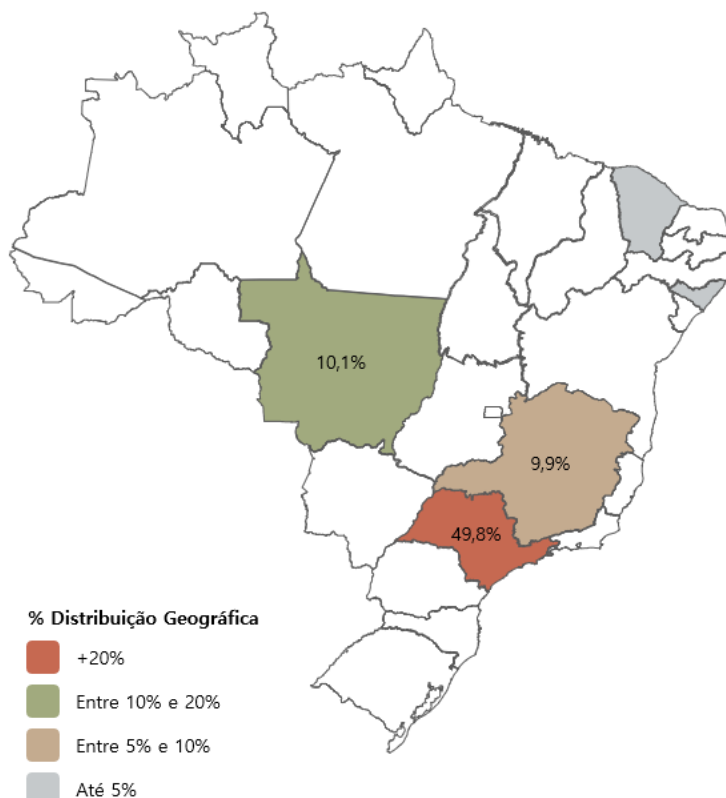 10,1%
9,9%
49,8%
% Distribuição Geográfica
+20%
Entre 10% e 20%
Entre 5% e 10%
Até 5%